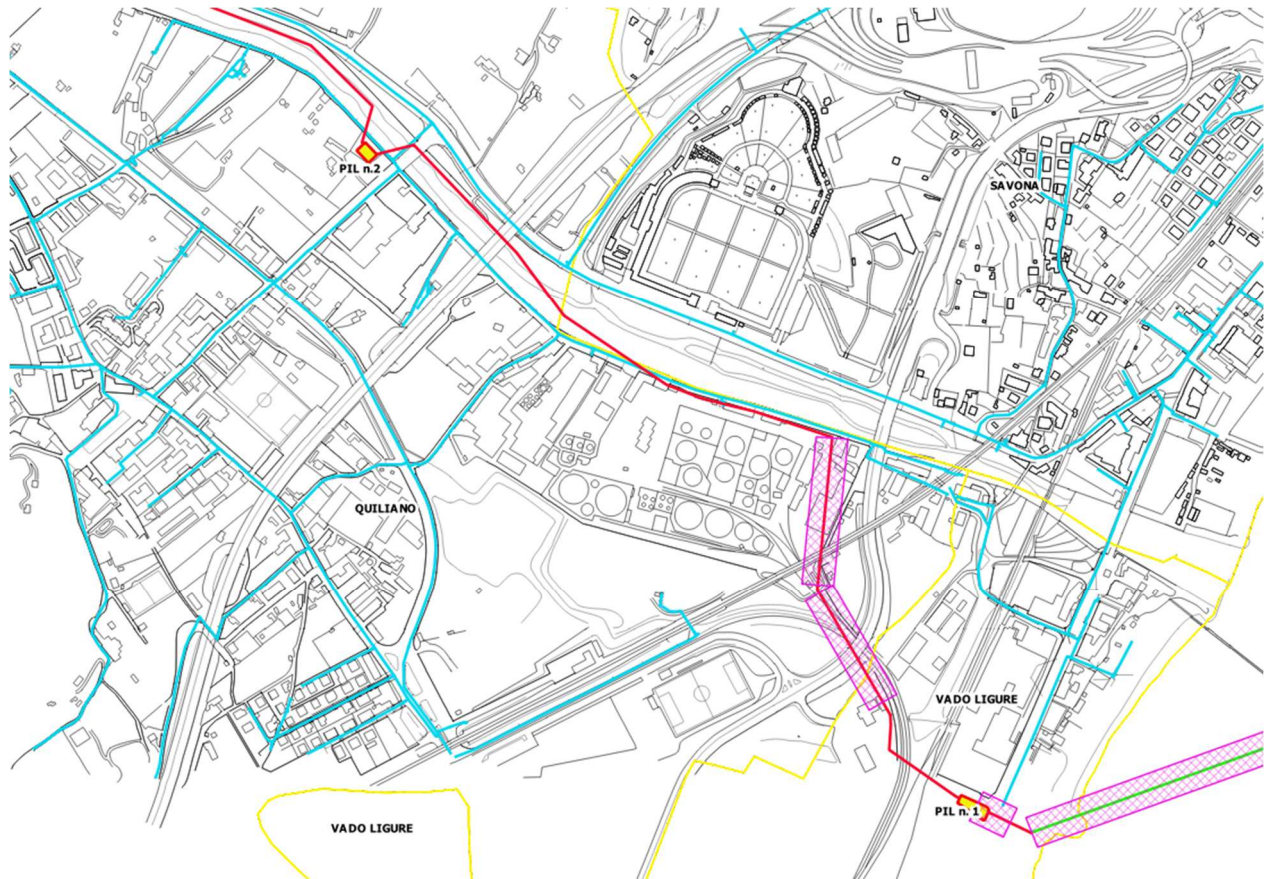 PIL n.2
SAVONA
QUILIANO
VADO LIGURE
PIL n. 1
VADO LIGURE